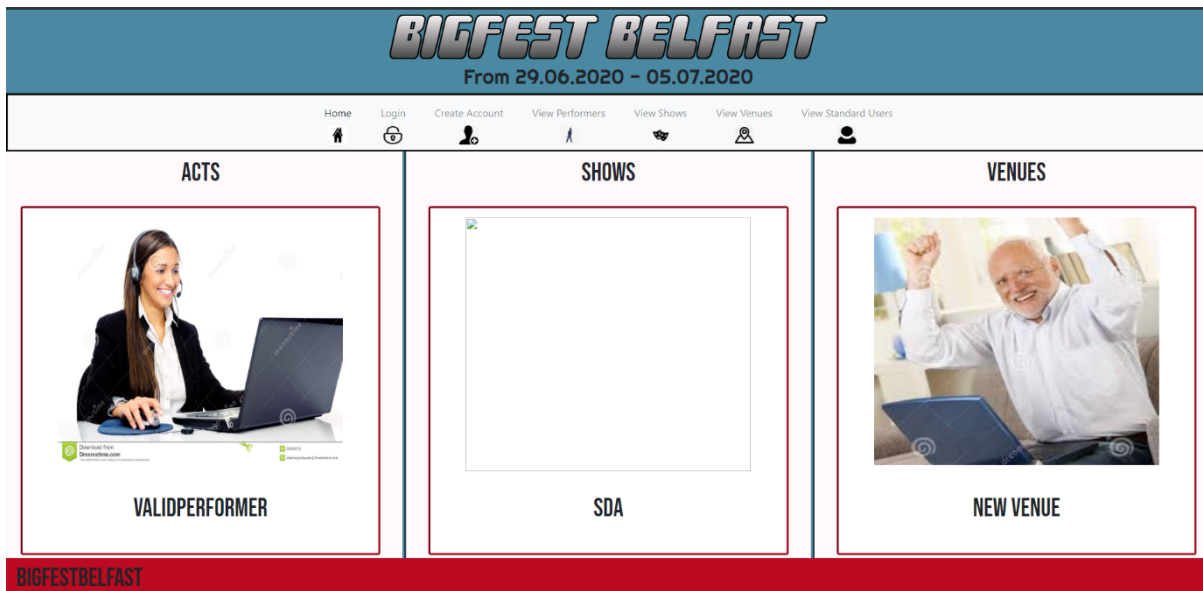 BIGFEST BELFAST
From 29.06.2020 - 05.07.2020
Home Login Create Account View Performers View Shows View Venues View Standard Users
ACTS SHOWS VENUES
dreamstime
Download from
Dreamstime.com
VALIDPERFORMER SDA NEW VENUE
BIGFESTBELFAST